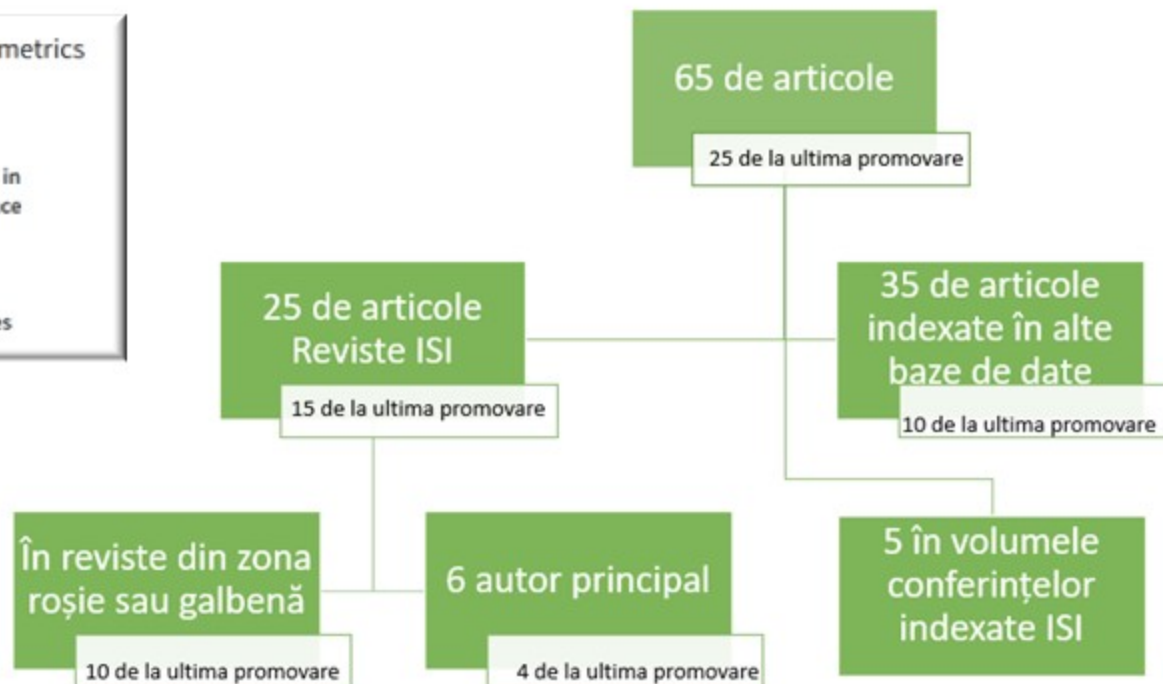 metrics
in
65 de articole
25 de la ultima promovare
25 de articole
Reviste ISI
15 de la ultima promovare
35 de articole
indexate în alte
baze de date
10 de la ultima promovare
În reviste din zona
roșie sau galbenă
10 de la ultima promovare
6 autor principal
4 de la ultima promovare
5 în volumele
conferințelor
indexate ISI